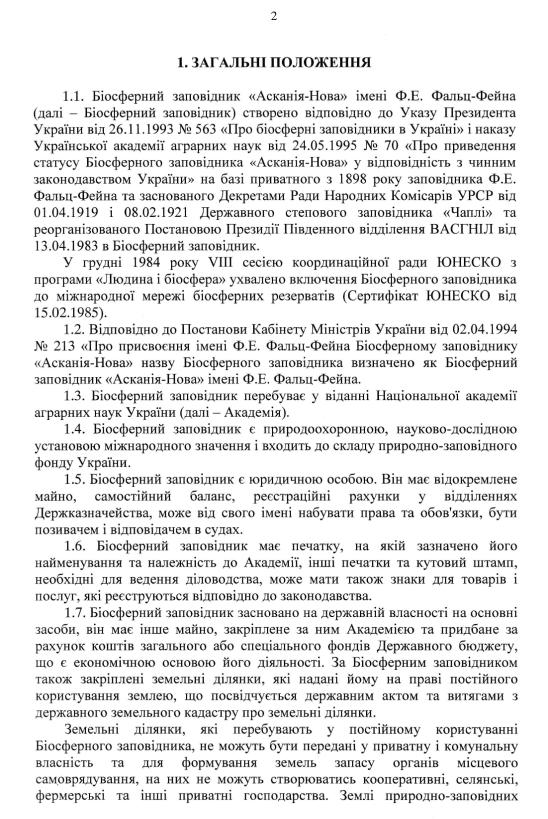 2
1. ЗАГАЛЬНІ ПОЛОЖЕННЯ
1.1. Біосферний заповідник «Асканія-Нова» імені Ф.Е. Фальц-Фейна
(далі – Біосферний заповідник) створено відповідно до Указу Президента
України від 26.11.1993 № 563 «Про біосферні заповідники в Україні» і наказу
Української академії аграрних наук від 24.05.1995 № 70 «Про приведення
статусу Біосферного заповідника «Асканія-Нова» у відповідність з чинним
законодавством України» на базі приватного з 1898 року заповідника Ф.Е.
Фальц-Фейна та заснованого Декретами Ради Народних Комісарів УРСР від
01.04.1919 і 08.02.1921 Державного степового заповідника «Чаплі» та
реорганізованого Постановою Президії Південного відділення ВАСГНІЛ від
13.04.1983 в Біосферний заповідник.
У грудні 1984 року VIII сесією координаційної ради ЮНЕСКО з
програми «Людина і біосфера» ухвалено включення Біосферного заповідника
до міжнародної мережі біосферних резерватів (Сертифікат ЮНЕСКО від
15.02.1985).
1.2. Відповідно до Постанови Кабінету Міністрів України від 02.04.1994
№ 213 «Про присвоєння імені Ф.Е. Фальц-Фейна Біосферному заповіднику
«Асканія-Нова» назву Біосферного заповідника визначено як Біосферний
заповідник «Асканія-Нова» імені Ф.Е. Фальц-Фейна.
1.3. Біосферний заповідник перебуває у віданні Національної академії
аграрних наук України (далі – Академія).
1.4. Біосферний заповідник є природоохоронною, науково-дослідною
установою міжнародного значення і входить до складу природно-заповідного
фонду України.
1.5. Біосферний заповідник є юридичною особою. Він має відокремлене
майно, самостійний баланс, реєстраційні рахунки у відділеннях
Держказначейства, може від свого імені набувати права та обов'язки, бути
позивачем і відповідачем в судах.
1.6. Біосферний заповідник має печатку, на якій зазначено його
найменування та належність до Академії, інші печатки та кутовий штамп,
необхідні для ведення діловодства, може мати також знаки для товарів і
послуг, які реєструються відповідно до законодавства.
1.7. Біосферний заповідник засновано на державній власності на основні
засоби, він має інше майно, закріплене за ним Академією та придбане за
рахунок коштів загального або спеціального фондів Державного бюджету,
що є економічною основою його діяльності. За Біосферним заповідником
також закріплені земельні ділянки, які надані йому на праві постійного
користування землею, що посвідчується державним актом та витягами з
державного земельного кадастру про земельні ділянки.
Земельні ділянки, які перебувають у постійному користуванні
Біосферного заповідника, не можуть бути передані у приватну і комунальну
власність та для формування земель запасу органів місцевого
самоврядування, на них не можуть створюватись кооперативні, селянські,
фермерські та інші приватні господарства. Землі природно-заповідних